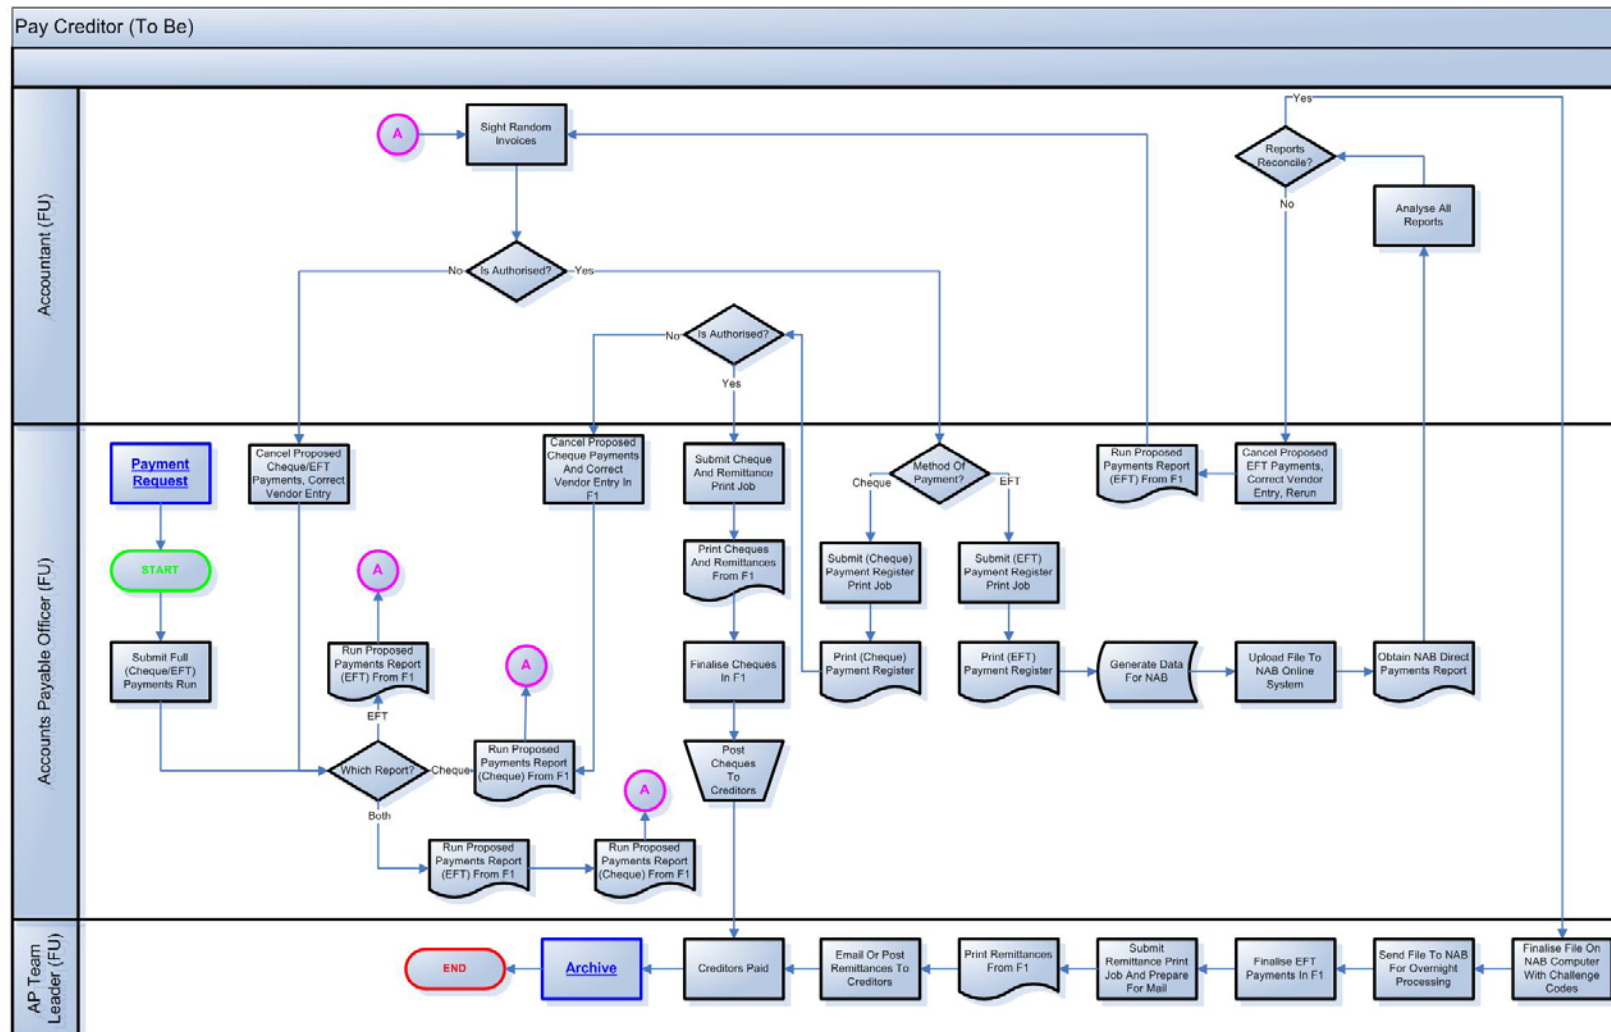 Pay Creditor (To Be)
Accountant (FU)
A
Sight Random
Invoices
Is Authorised?
No
Yes
Is Authorised?
No
Yes
Yes
Reports
Reconcile?
No
Analyse All
Reports
Accounts Payable Officer (FU)
Payment
Request
START
Submit Full
(Cheque/EFT)
Payments Run
Cancel Proposed
Cheque/EFT
Payments, Correct
Vendor Entry
A
Run Proposed
Payments Report
(EFT) From F1
EFT
Which Report?
Cheque
Both
Run Proposed
Payments Report
(Cheque) From F1
A
Run Proposed
Payments Report
(EFT) From F1
Run Proposed
Payments Report
(Cheque) From F1
A
Cancel Proposed
Cheque Payments
And Correct
Vendor Entry In
F1
Submit Cheque
And Remittance
Print Job
Print Cheques
And Remittances
From F1
Finalise Cheques
In F1
Post
Cheques
To
Creditors
Method Of
Payment?
Cheque
EFT
Submit (Cheque)
Payment Register
Print Job
Print (Cheque)
Payment Register
Submit (EFT)
Payment Register
Print Job
Print (EFT)
Payment Register
Generate Data
For NAB
Upload File To
NAB Online
System
Obtain NAB Direct
Payments Report
Run Proposed
Payments Report
(EFT) From F1
Cancel Proposed
EFT Payments,
Correct Vendor
Entry, Rerun
AP Team
Leader (FU)
END
Archive
Creditors Paid
Email Or Post
Remittances To
Creditors
Print Remittances
From F1
Submit
Remittance Print
Job And Prepare
For Mail
Finalise EFT
Payments In F1
Send File To NAB
For Overnight
Processing
Finalise File On
NAB Computer
With Challenge
Codes